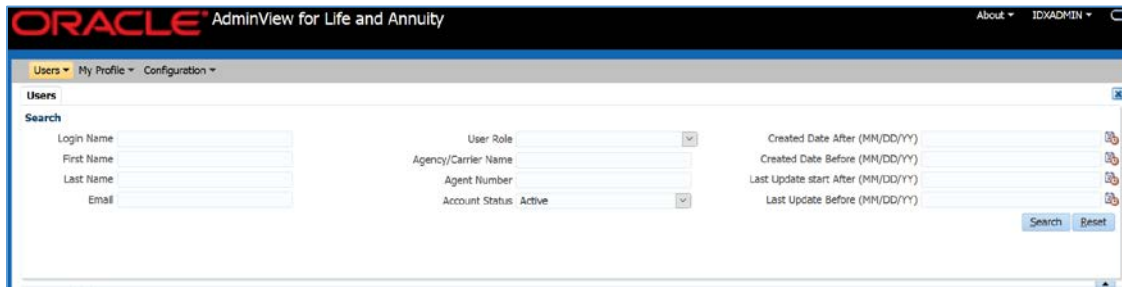 ORACLE AdminView for Life and Annuity
About IDXADMIN
Users My Profile Configuration
Users
Search
Login Name User Role Created Date After (MM/DD/YY)
First Name Agency/Carrier Name Created Date Before (MM/DD/YY)
Last Name Agent Number Last Update start After (MM/DD/YY)
Email Account Status Active Last Update Before (MM/DD/YY)
Search Reset